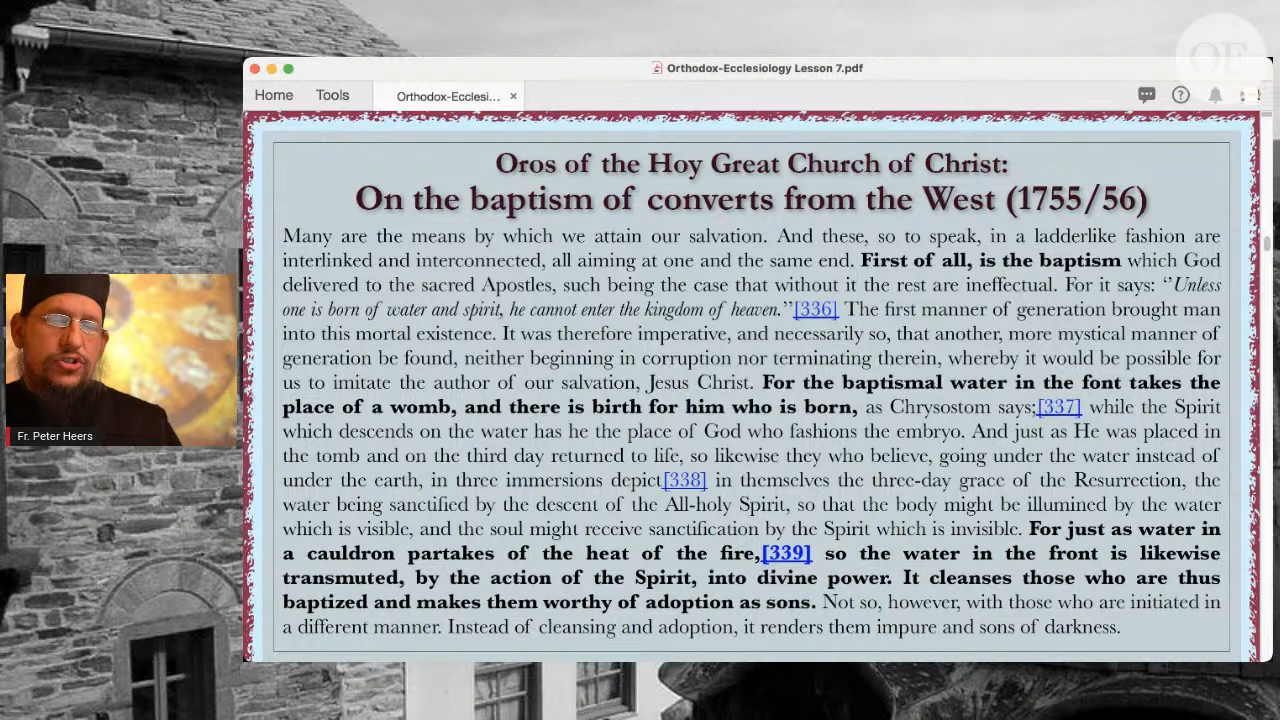 OF
Orthodox-Ecclesiology Lesson 7.pdf
Home Tools Orthodox-Ecclesi... ×
Oros of the Hoy Great Church of Christ:
On the baptism of converts from the West (1755/56)
Many are the means by which we attain our salvation. And these, so to speak, in a ladderlike fashion are
interlinked and interconnected, all aiming at one and the same end. First of all, is the baptism which God
delivered to the sacred Apostles, such being the case that without it the rest are ineffectual. For it says: ‘’Unless
one is born of water and spirit, he cannot enter the kingdom of heaven.’’[336] The first manner of generation brought man
into this mortal existence. It was therefore imperative, and necessarily so, that another, more mystical manner of
generation be found, neither beginning in corruption nor terminating therein, whereby it would be possible for
us to imitate the author of our salvation, Jesus Christ. For the baptismal water in the font takes the
place of a womb, and there is birth for him who is born, as Chrysostom says;[337] while the Spirit
which descends on the water has he the place of God who fashions the embryo. And just as He was placed in
the tomb and on the third day returned to life, so likewise they who believe, going under the water instead of
under the earth, in three immersions depict[338] in themselves the three-day grace of the Resurrection, the
water being sanctified by the descent of the All-holy Spirit, so that the body might be illumined by the water
which is visible, and the soul might receive sanctification by the Spirit which is invisible. For just as water in
a cauldron partakes of the heat of the fire,[339] so the water in the front is likewise
transmuted, by the action of the Spirit, into divine power. It cleanses those who are thus
baptized and makes them worthy of adoption as sons. Not so, however, with those who are initiated in
a different manner. Instead of cleansing and adoption, it renders them impure and sons of darkness.
Fr. Peter Heers